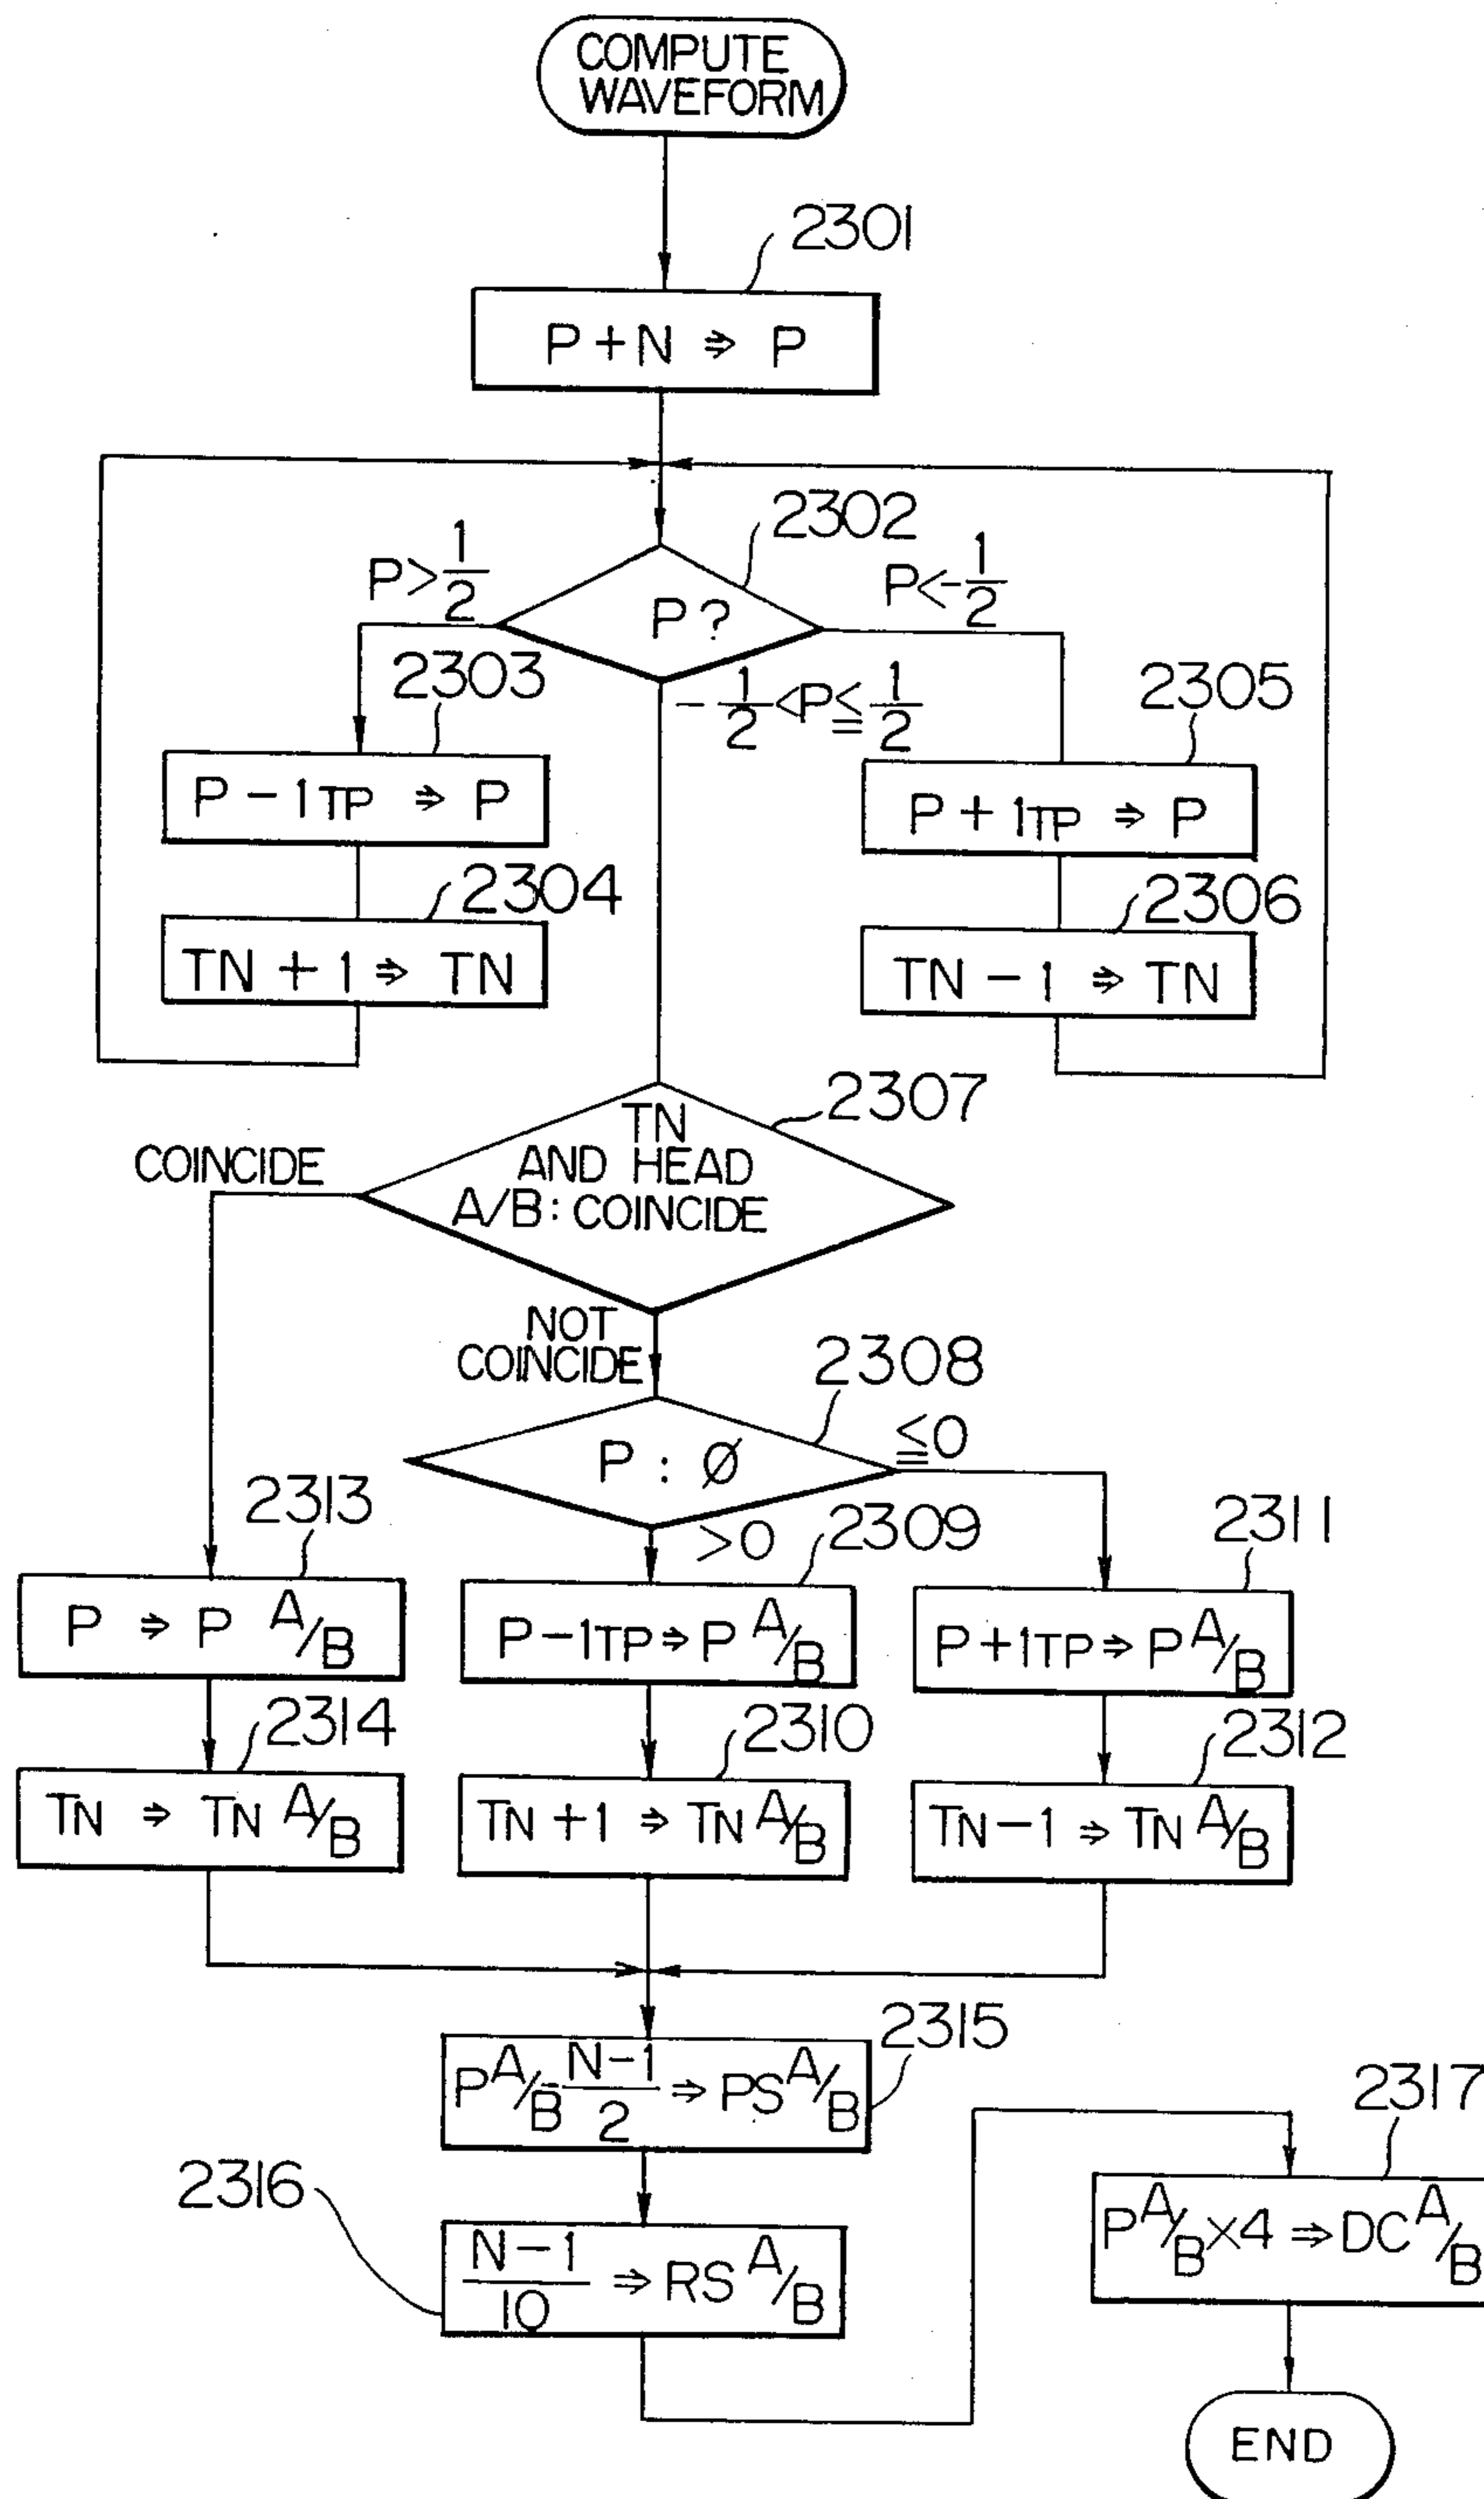 COMPUTE
WAVEFORM
2301
P+N ⇒ P
2302
P>1/2
P<-1/2
P?
2303
-1/2<P≦1/2
2305
P-1TP ⇒ P
P+1TP ⇒ P
2304
2306
TN+1 ⇒ TN
TN-1 ⇒ TN
2307
COINCIDE
TN
AND HEAD
A/B: COINCIDE
NOT
COINCIDE
2308
P : Ø
≦0
2313
>0
2309
2311
P ⇒ P A/B
P-1TP ⇒ P A/B
P+1TP ⇒ P A/B
2314
2310
2312
TN ⇒ TN A/B
TN+1 ⇒ TN A/B
TN-1 ⇒ TN A/B
2315
P A/B - N-1/2 ⇒ PS A/B
2317
2316
N-1/10 ⇒ RS A/B
P A/B ×4 ⇒ DC A/B
END